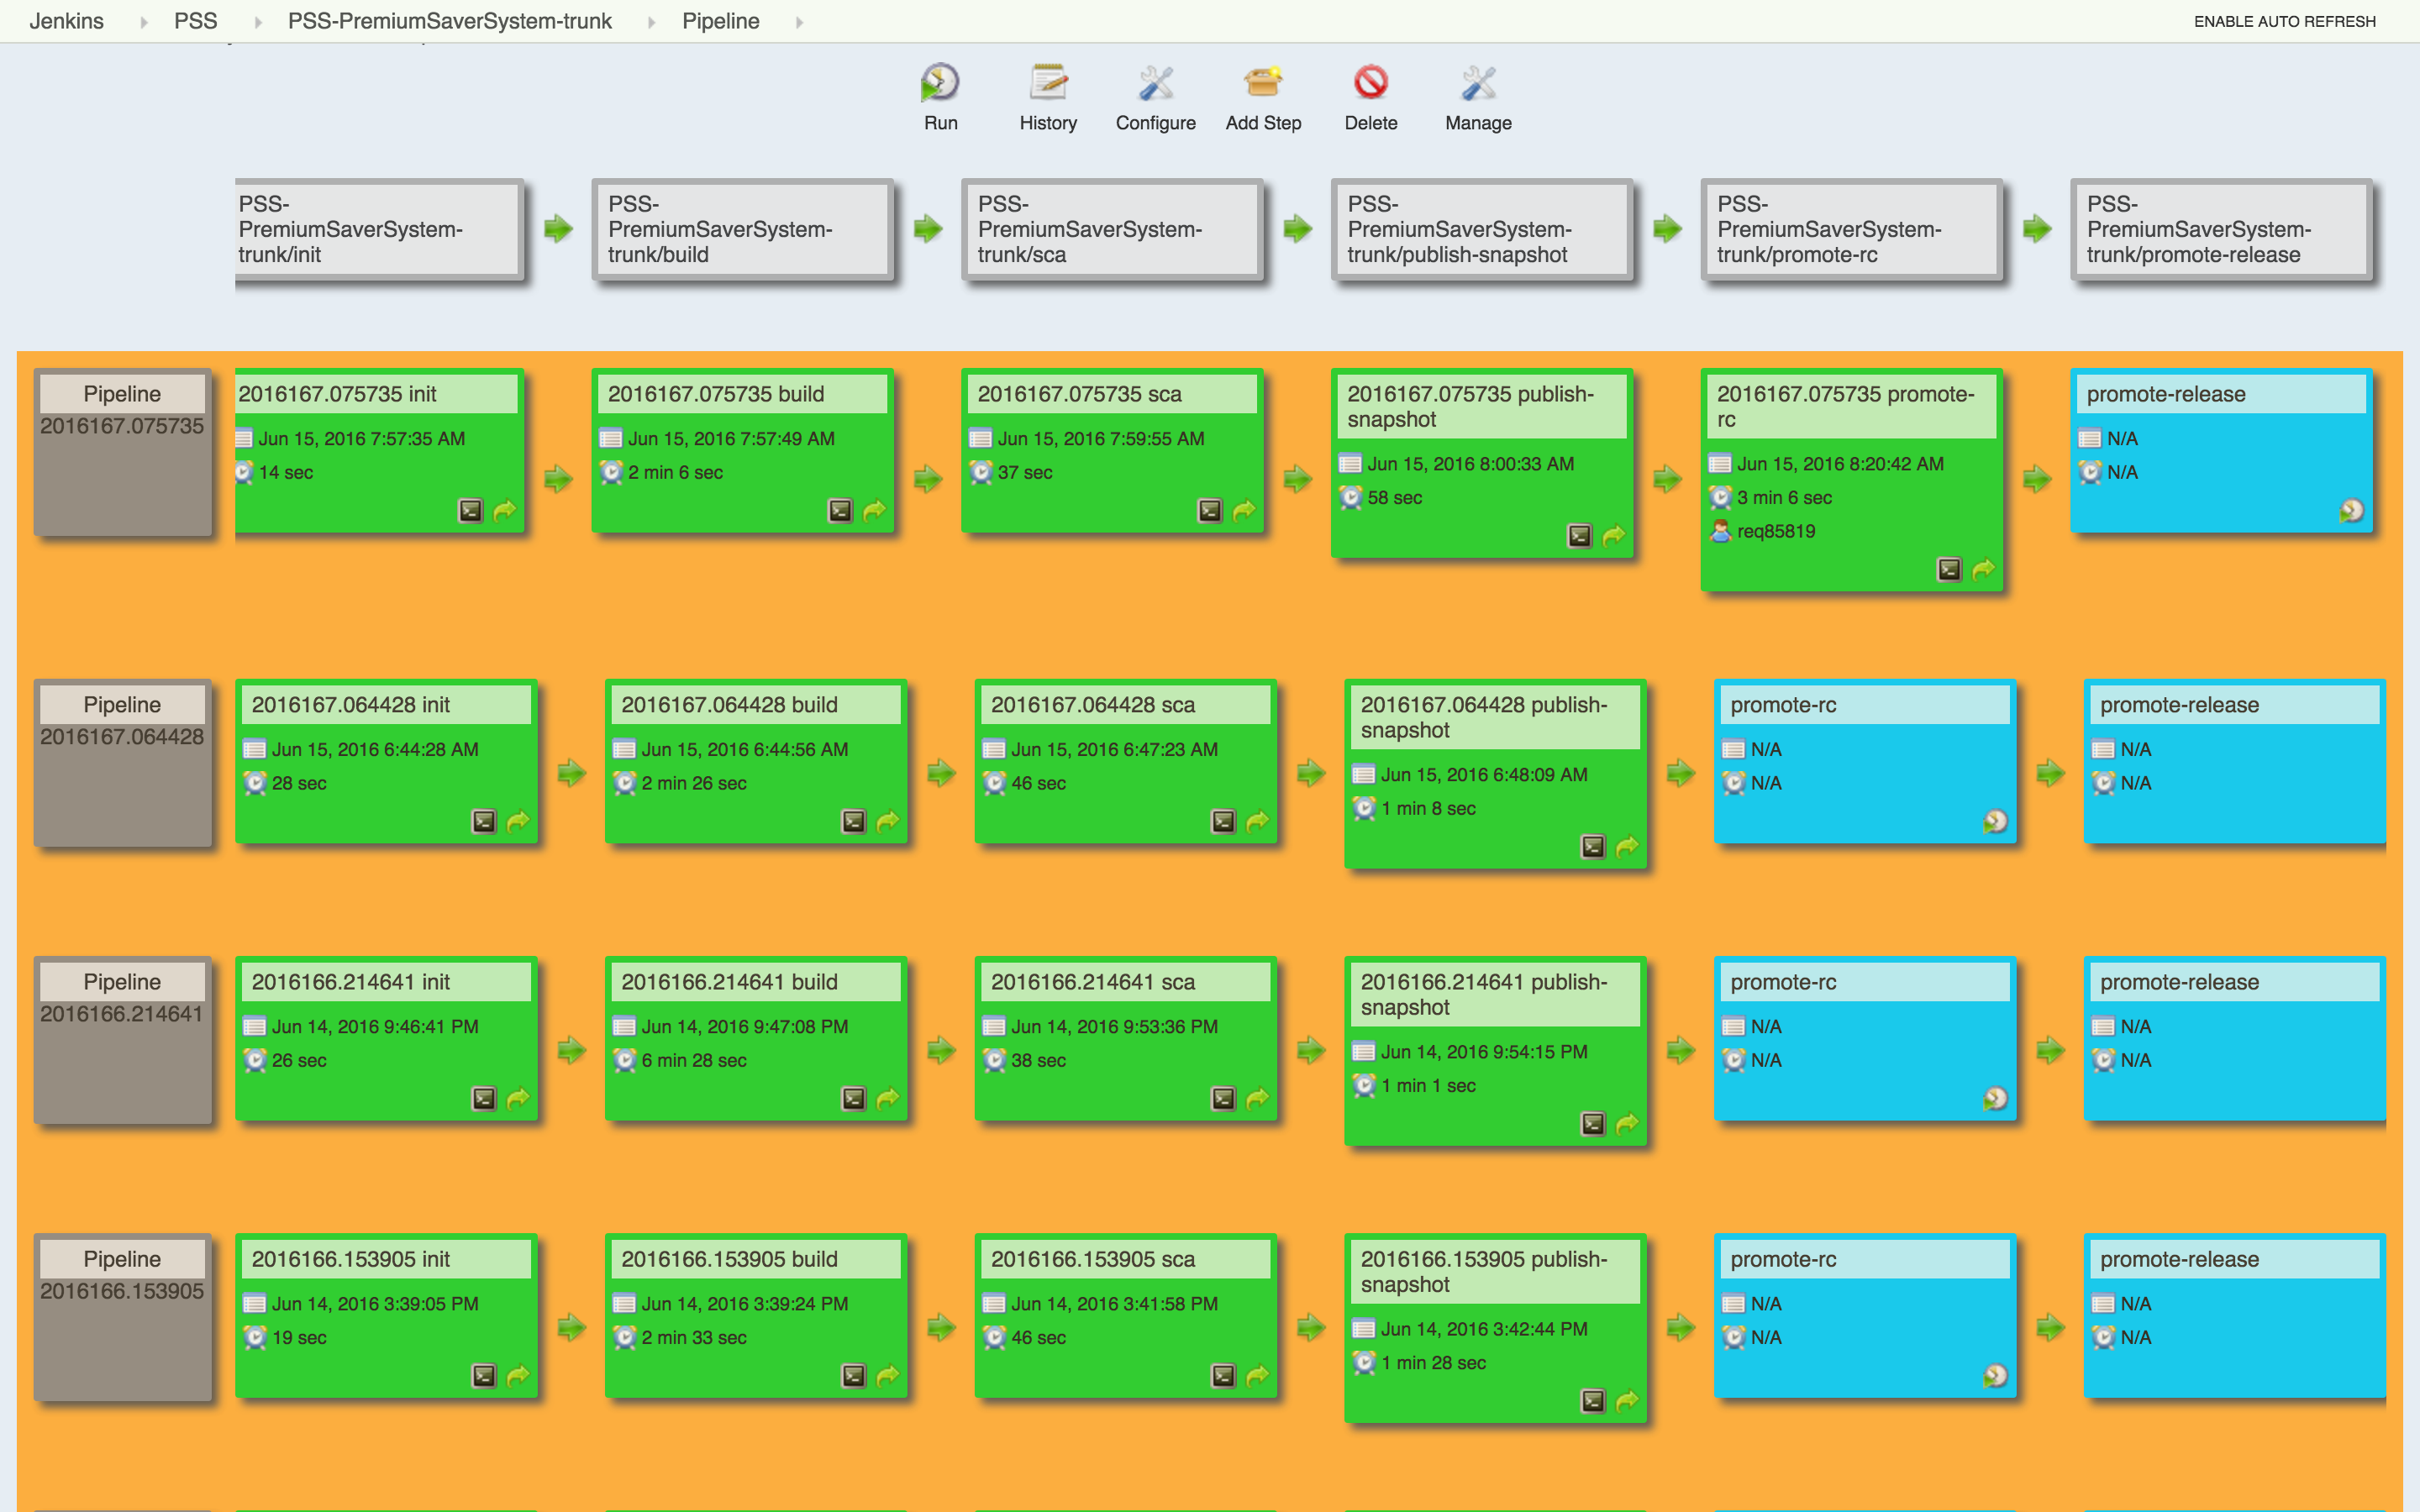 Jenkins PSS PSS-PremiumSaverSystem-trunk Pipeline ENABLE AUTO REFRESH
Run History Configure Add Step Delete Manage
PSS-
PremiumSaverSystem-
trunk/init
PSS-
PremiumSaverSystem-
trunk/build
PSS-
PremiumSaverSystem-
trunk/sca
PSS-
PremiumSaverSystem-
trunk/publish-snapshot
PSS-
PremiumSaverSystem-
trunk/promote-rc
PSS-
PremiumSaverSystem-
trunk/promote-release
Pipeline
2016167.075735
2016167.075735 init
Jun 15, 2016 7:57:35 AM
14 sec
2016167.075735 build
Jun 15, 2016 7:57:49 AM
2 min 6 sec
2016167.075735 sca
Jun 15, 2016 7:59:55 AM
37 sec
2016167.075735 publish-
snapshot
Jun 15, 2016 8:00:33 AM
58 sec
2016167.075735 promote-
rc
Jun 15, 2016 8:20:42 AM
3 min 6 sec
req85819
promote-release
N/A
N/A
Pipeline
2016167.064428
2016167.064428 init
Jun 15, 2016 6:44:28 AM
28 sec
2016167.064428 build
Jun 15, 2016 6:44:56 AM
2 min 26 sec
2016167.064428 sca
Jun 15, 2016 6:47:23 AM
46 sec
2016167.064428 publish-
snapshot
Jun 15, 2016 6:48:09 AM
1 min 8 sec
promote-rc
N/A
N/A
promote-release
N/A
N/A
Pipeline
2016166.214641
2016166.214641 init
Jun 14, 2016 9:46:41 PM
26 sec
2016166.214641 build
Jun 14, 2016 9:47:08 PM
6 min 28 sec
2016166.214641 sca
Jun 14, 2016 9:53:36 PM
38 sec
2016166.214641 publish-
snapshot
Jun 14, 2016 9:54:15 PM
1 min 1 sec
promote-rc
N/A
N/A
promote-release
N/A
N/A
Pipeline
2016166.153905
2016166.153905 init
Jun 14, 2016 3:39:05 PM
19 sec
2016166.153905 build
Jun 14, 2016 3:39:24 PM
2 min 33 sec
2016166.153905 sca
Jun 14, 2016 3:41:58 PM
46 sec
2016166.153905 publish-
snapshot
Jun 14, 2016 3:42:44 PM
1 min 28 sec
promote-rc
N/A
N/A
promote-release
N/A
N/A